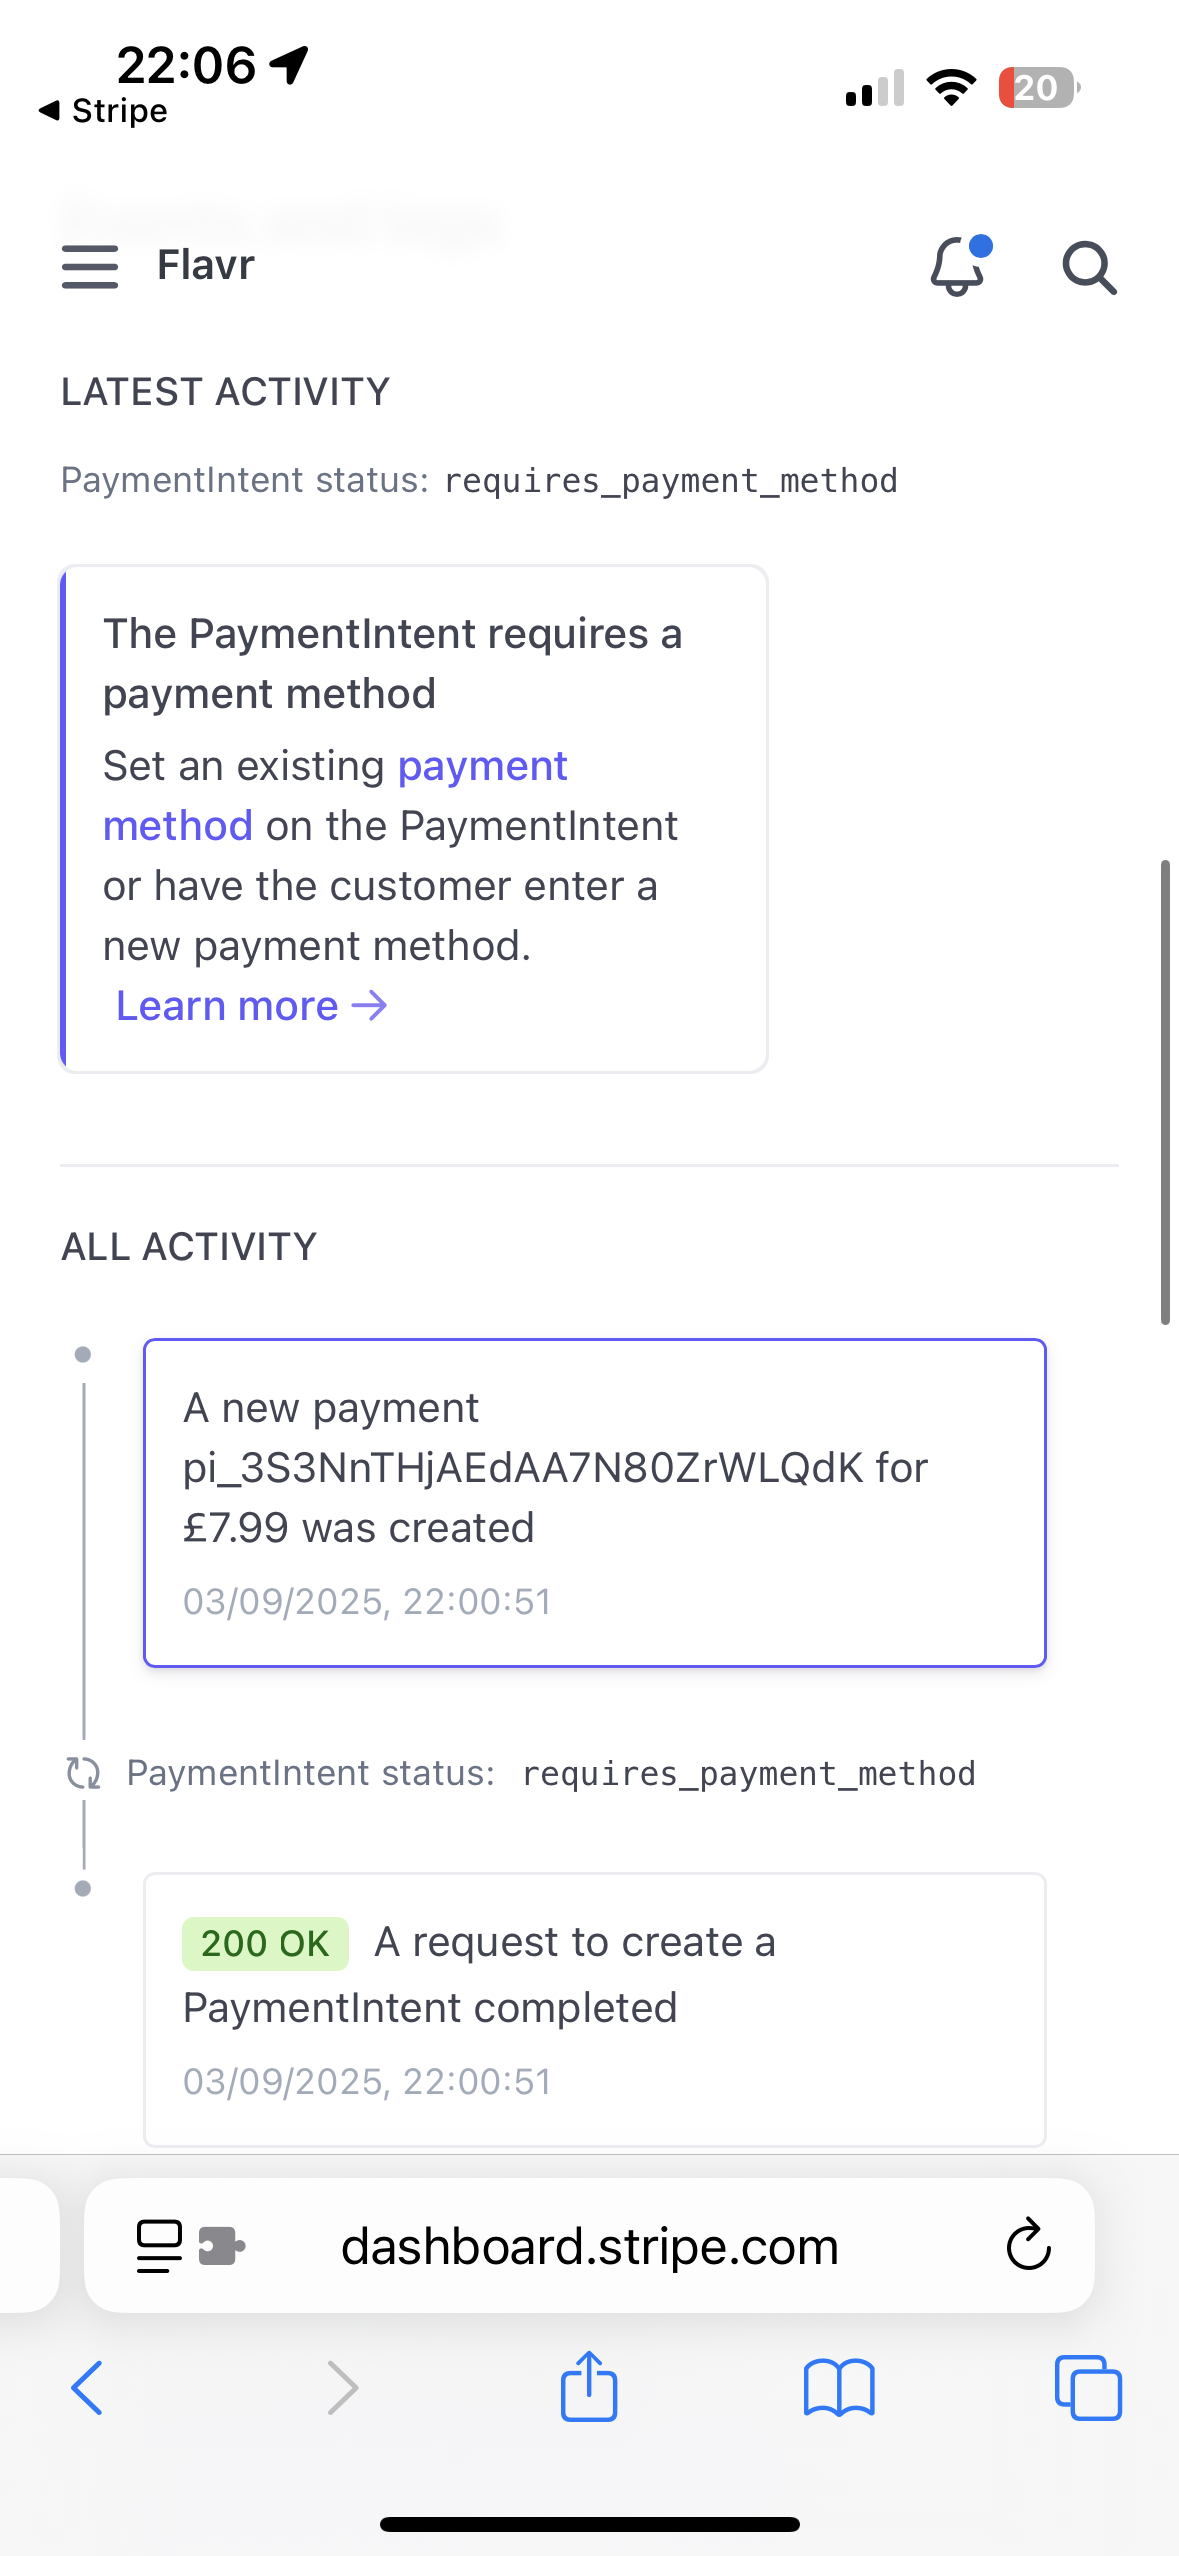 22:06
Stripe
20
Flavr
LATEST ACTIVITY
PaymentIntent status: requires_payment_method
The PaymentIntent requires a
payment method
Set an existing payment
method on the PaymentIntent
or have the customer enter a
new payment method.
Learn more →
ALL ACTIVITY
A new payment
pi_3S3NnTHjAEdAA7N80ZrWLQdK for
£7.99 was created
03/09/2025, 22:00:51
PaymentIntent status: requires_payment_method
200 OK A request to create a
PaymentIntent completed
03/09/2025, 22:00:51
dashboard.stripe.com